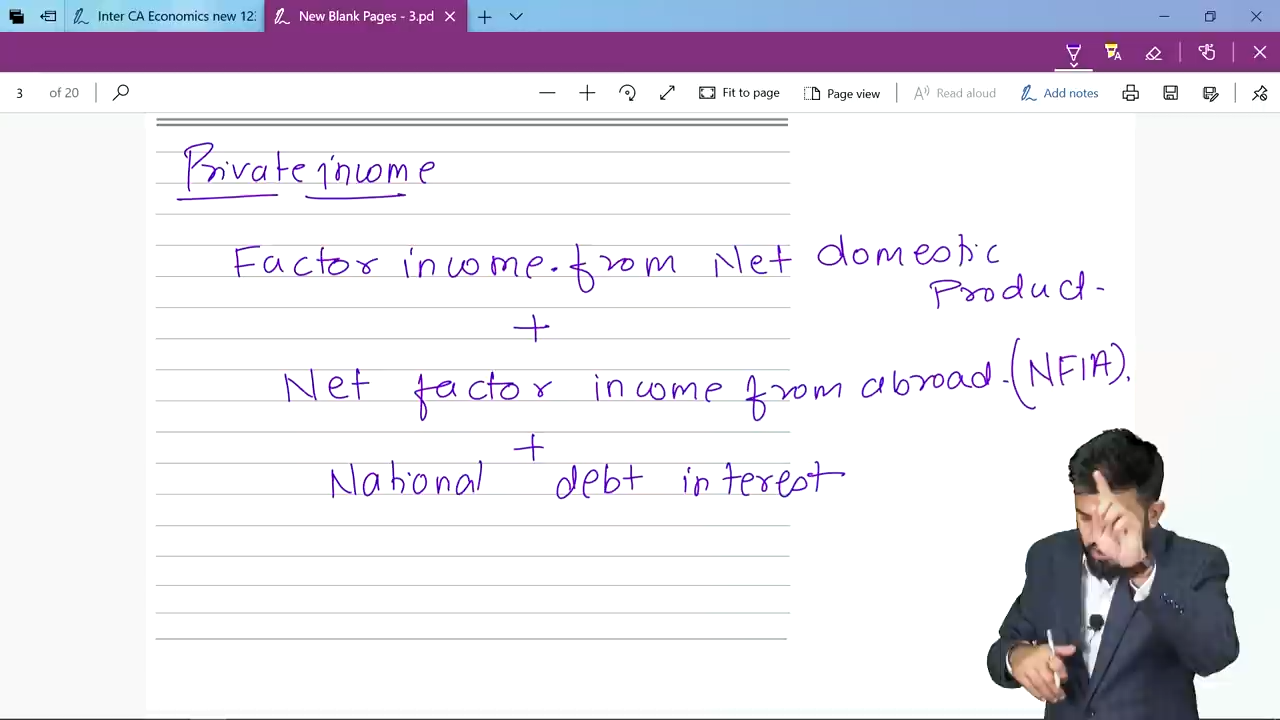 Inter CA Economics new 123
New Blank Pages - 3.pd
3 of 20
Fit to page
Page view
Read aloud
Add notes
Private income
Factor income. from Net domestic
Product-
+
Net factor income from abroad. (NFIA).
+
National debt interest